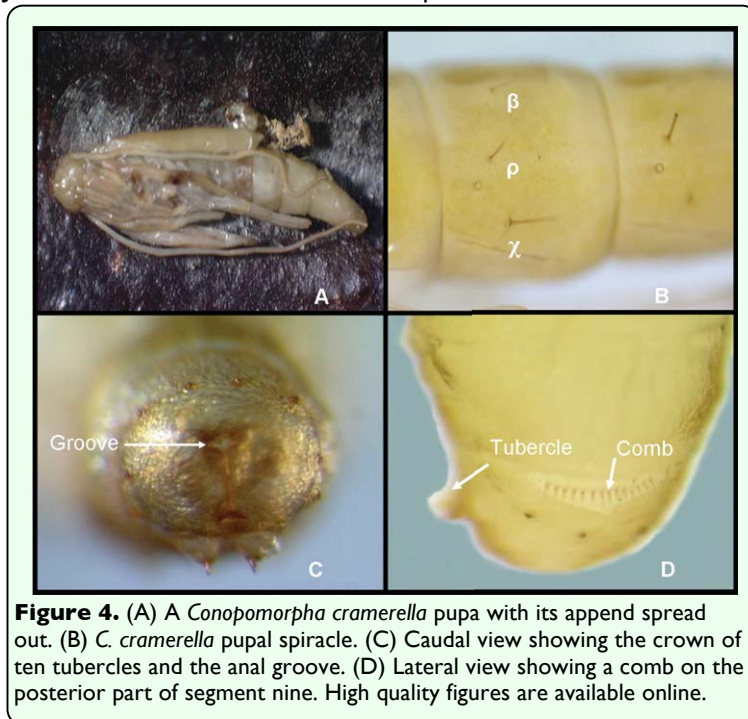 A
β
ρ
χ
B
Groove
C
Tubercle Comb
D
Figure 4. (A) A Conopomorpha cramerella pupa with its append spread
out. (B) C. cramerella pupal spiracle. (C) Caudal view showing the crown of
ten tubercles and the anal groove. (D) Lateral view showing a comb on the
posterior part of segment nine. High quality figures are available online.